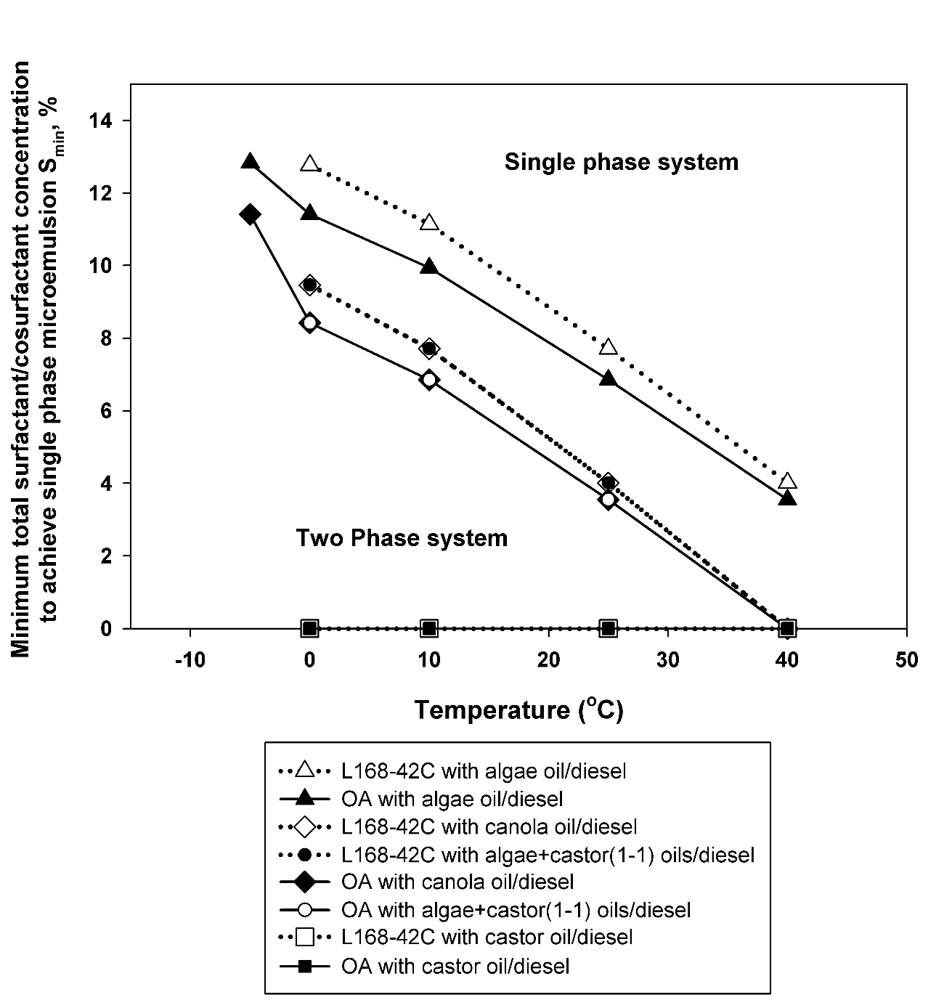 Minimum total surfactant/cosurfactant concentration
to achieve single phase microemulsion Smin, %
14
12
10
8
6
4
2
0
Single phase system
Two Phase system
-10 0 10 20 30 40 50
Temperature (oC)
L168-42C with algae oil/diesel
OA with algae oil/diesel
L168-42C with canola oil/diesel
L168-42C with algae+castor(1-1) oils/diesel
OA with canola oil/diesel
OA with algae+castor(1-1) oils/diesel
L168-42C with castor oil/diesel
OA with castor oil/diesel